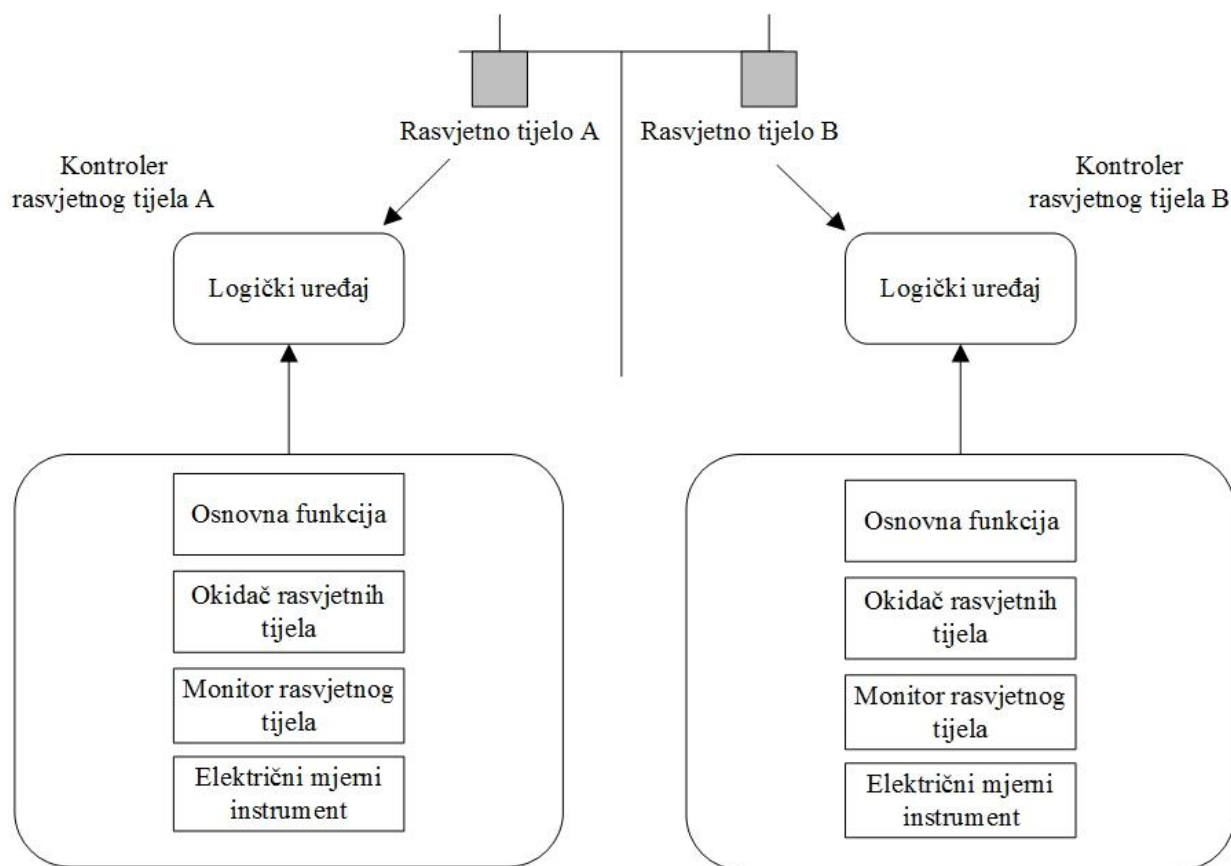 Rasvjetno tijelo A
Rasvjetno tijelo B
Kontroler
rasvjetnog tijela A
Kontroler
rasvjetnog tijela B
Logički uređaj
Logički uređaj
Osnovna funkcija
Okidač rasvjetnih
tijela
Monitor rasvjetnog
tijela
Električni mjerni
instrument
Osnovna funkcija
Okidač rasvjetnih
tijela
Monitor rasvjetnog
tijela
Električni mjerni
instrument